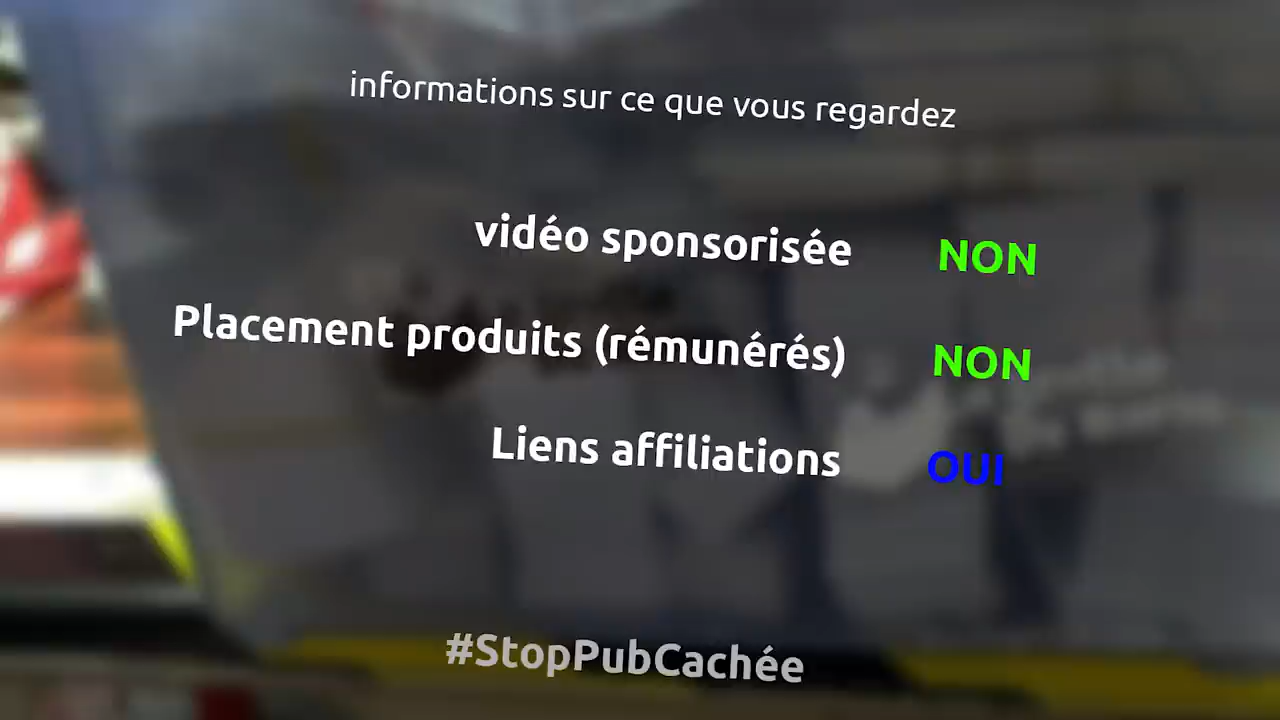 informations sur ce que vous regardez
vidéo sponsorisée NON
Placement produits (rémunérés) NON
Liens affiliations OUI
#StopPubCachée